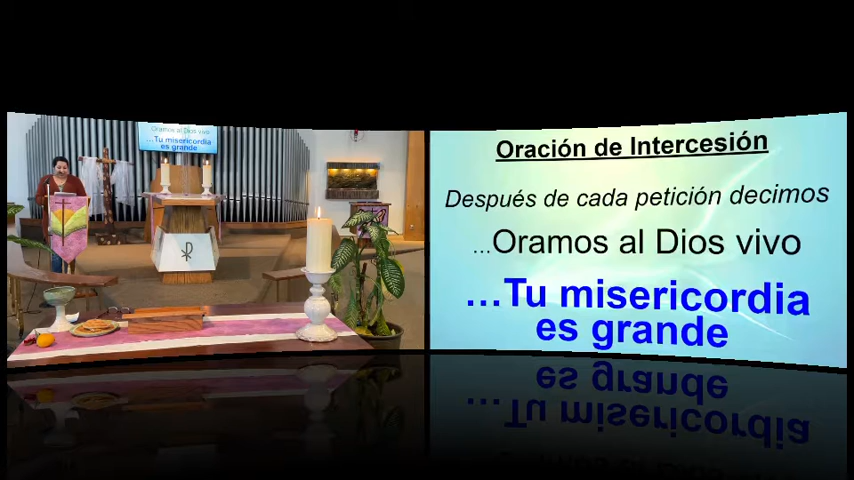 Oramos al Dios vivo
...Tu misericordia
es grande
Oración de Intercesión
Después de cada petición decimos
...Oramos al Dios vivo
...Tu misericordia
es grande